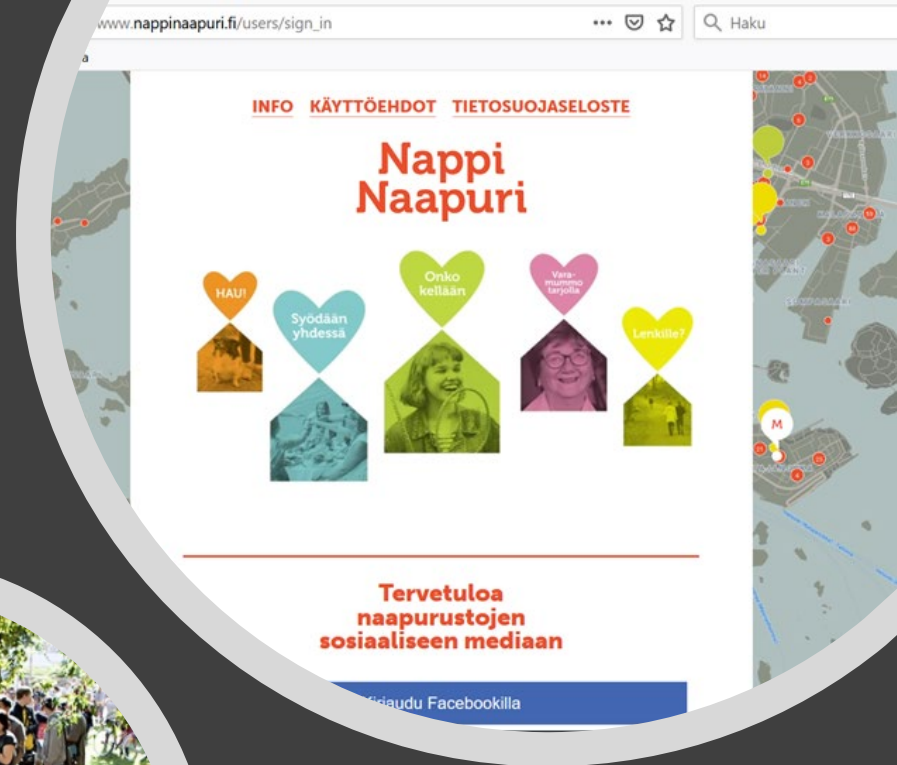 www.nappinaapuri.fi/users/sign_in
Haku
INFO KÄYTTÖEHDOT TIETOSUOJASELOSTE
Nappi
Naapuri
HAU!
Syödään
yhdessä
Onko
kellään
Vara-
mummo
tarjolla
Lenkille?
M
Tervetuloa
naapurustojen
sosiaaliseen mediaan
Kirjaudu Facebookilla